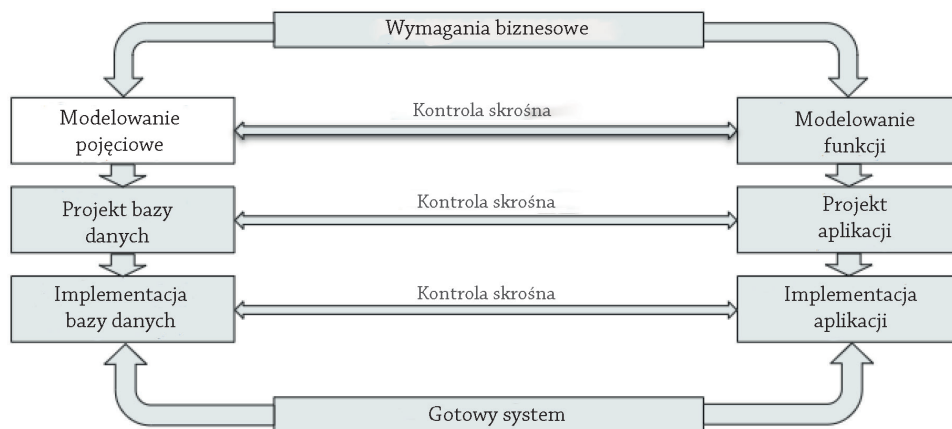 Wymagania biznesowe
Modelowanie
pojęciowe
Kontrola skrośna
Modelowanie
funkcji
Projekt bazy
danych
Kontrola skrośna
Projekt
aplikacji
Implementacja
bazy danych
Kontrola skrośna
Implementacja
aplikacji
Gotowy system